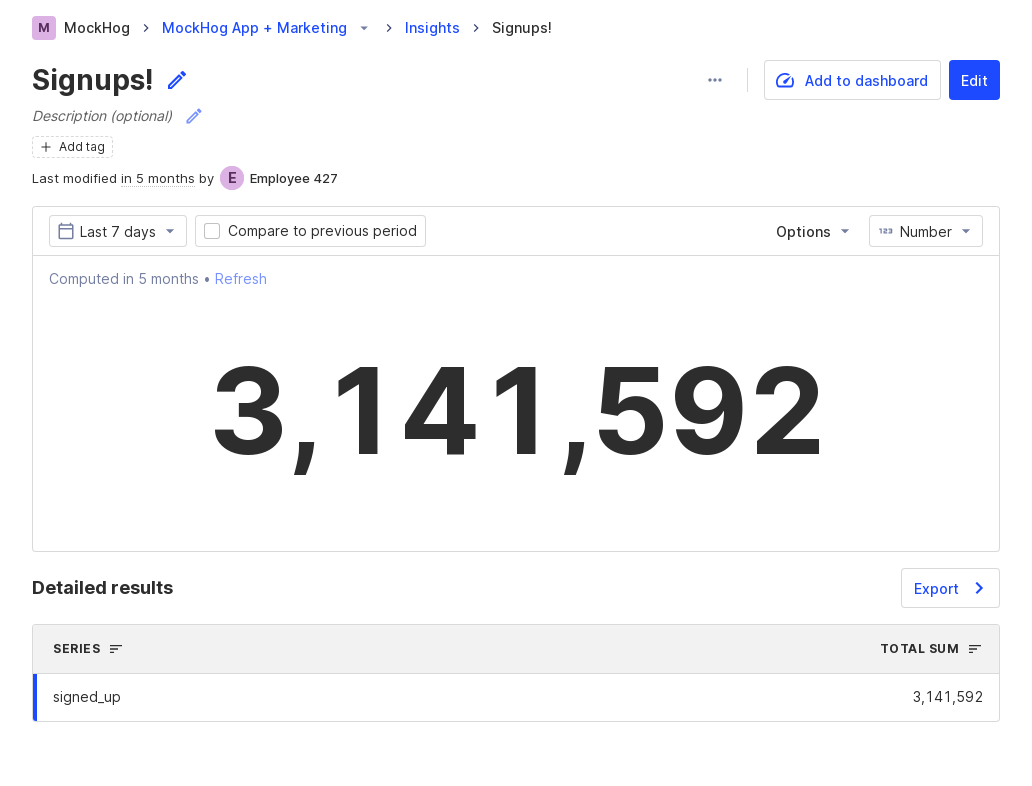 M MockHog MockHog App + Marketing Insights Signups!
Signups!
Add to dashboard Edit
Description (optional)
Add tag
Last modified in 5 months by E Employee 427
Last 7 days Compare to previous period Options 123 Number
Computed in 5 months • Refresh
3,141,592
Detailed results Export
SERIES TOTAL SUM
signed_up 3,141,592